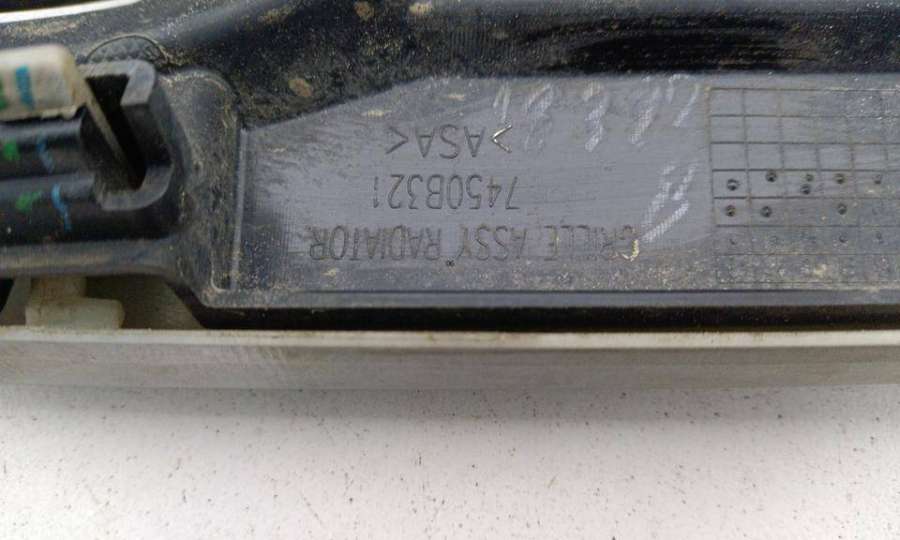 GRILLE ASSY RADIATOR
7450B321
>ASA<